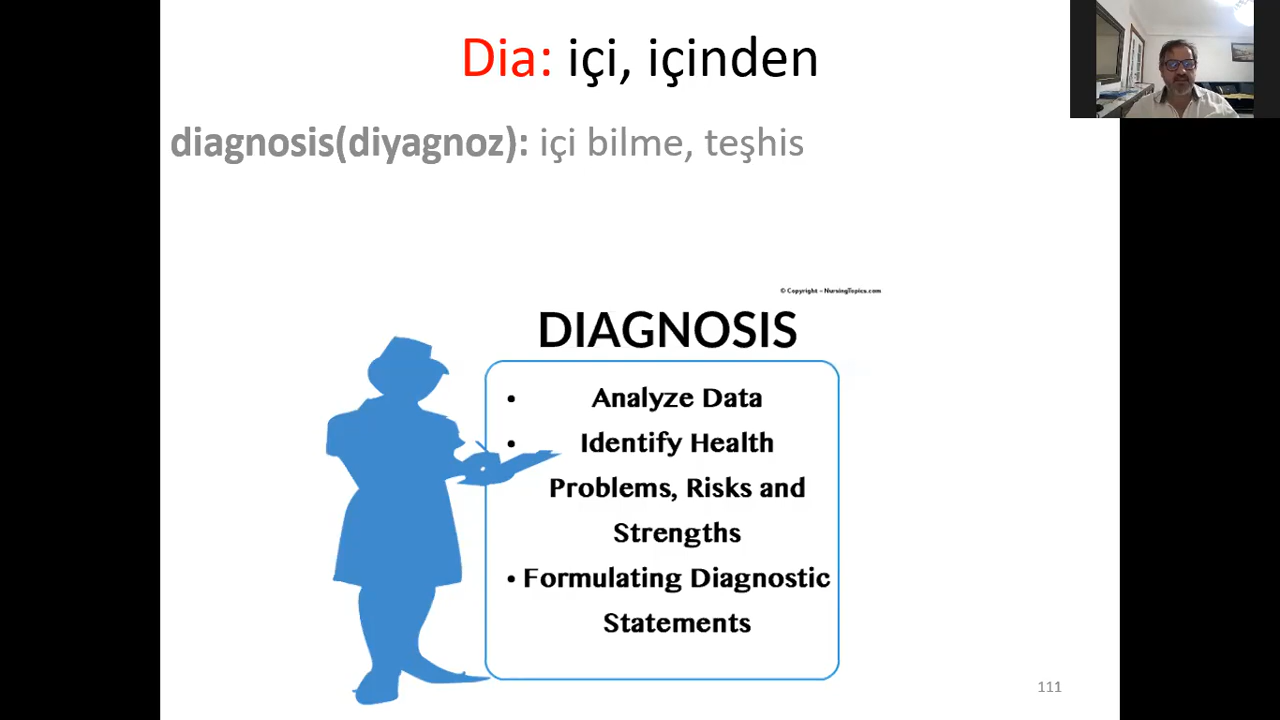 Dia: içi, içinden
diagnosis(diyagnoz): içi bilme, teşhis
© Copyright – NursingTopics.com
DIAGNOSIS
• Analyze Data
• Identify Health
Problems, Risks and
Strengths
• Formulating Diagnostic
Statements
111